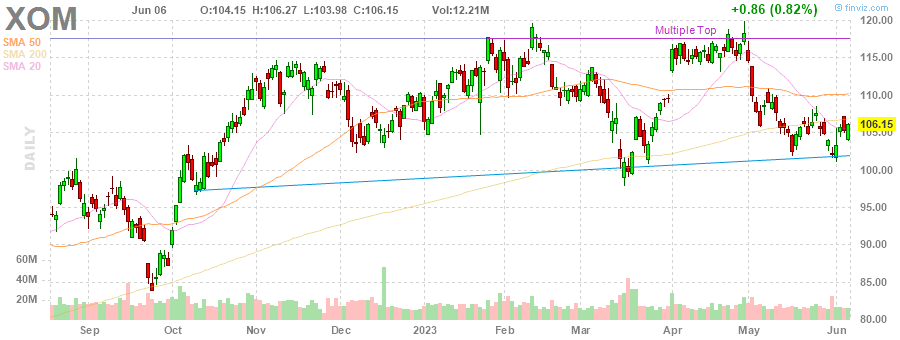 © finviz.com
XOM Jun 06 O:104.15 H:106.27 L:103.98 C:106.15 Vol:12.21M +0.86 (0.82%)
SMA 50
SMA 200
SMA 20
Multiple Top
DAILY
120.00
115.00
110.00
106.15
105.00
100.00
95.00
90.00
85.00
80.00
60M
40M
20M
Sep Oct Nov Dec 2023 Feb Mar Apr May Jun